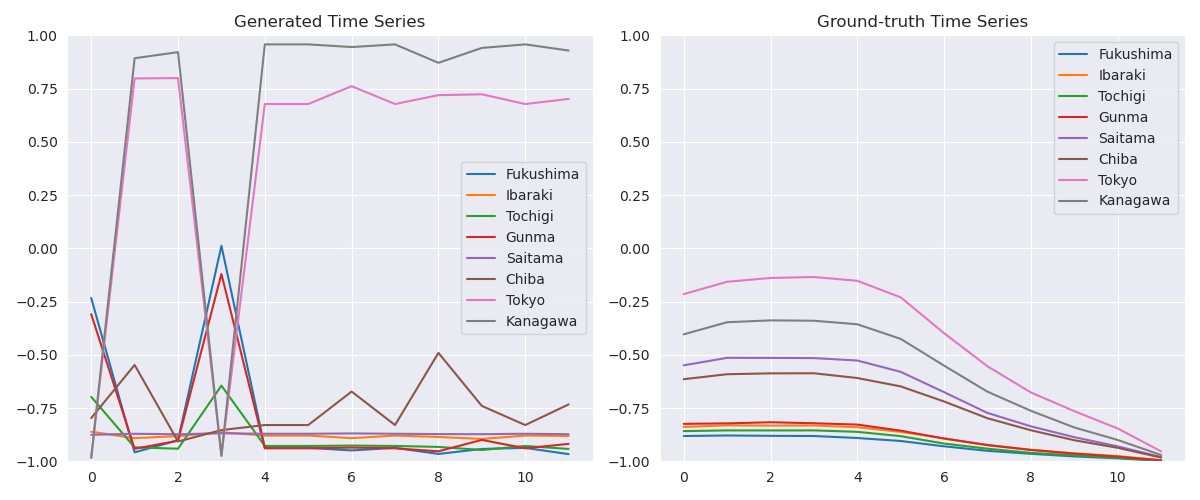 Generated Time Series
1.00
0.75
0.50
0.25
0.00
−0.25
−0.50
−0.75
−1.00
0 2 4 6 8 10
Fukushima
Ibaraki
Tochigi
Gunma
Saitama
Chiba
Tokyo
Kanagawa
Ground-truth Time Series
1.00
0.75
0.50
0.25
0.00
−0.25
−0.50
−0.75
−1.00
0 2 4 6 8 10
Fukushima
Ibaraki
Tochigi
Gunma
Saitama
Chiba
Tokyo
Kanagawa